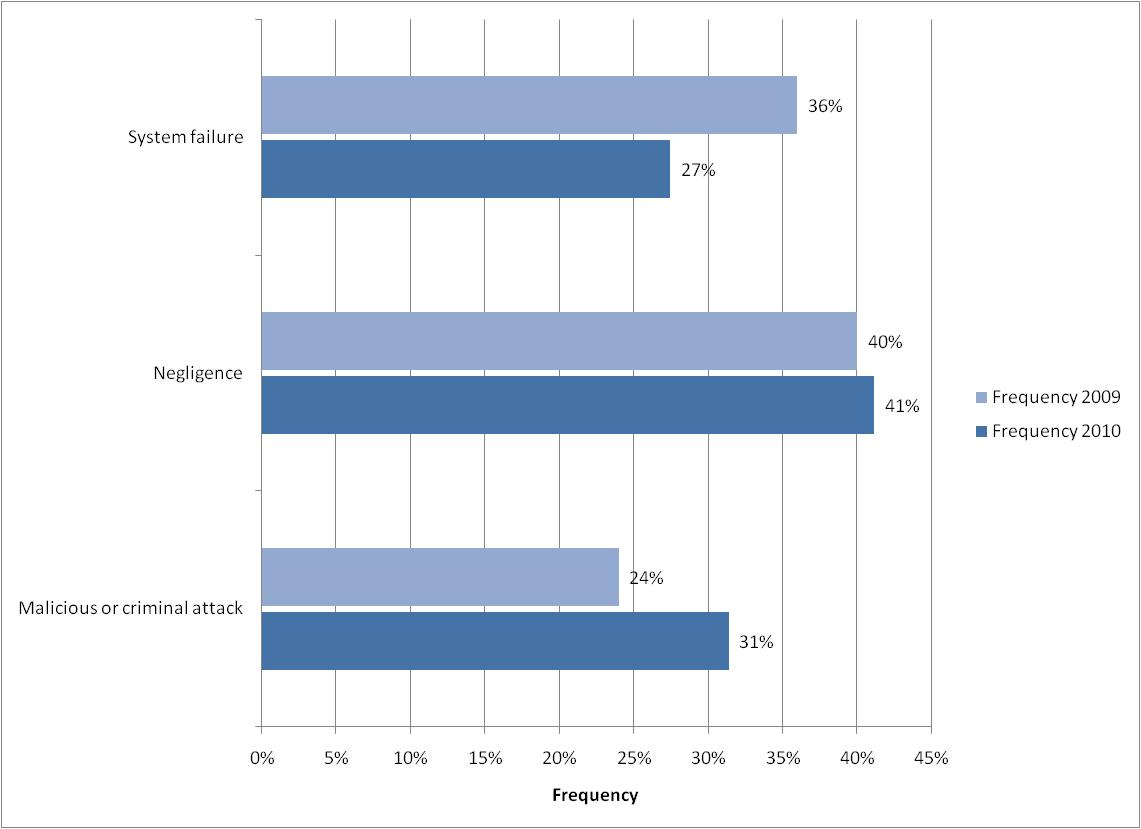 36%
System failure
27%
40%
Negligence
41%
Frequency 2009
Frequency 2010
24%
Malicious or criminal attack
31%
0% 5% 10% 15% 20% 25% 30% 35% 40% 45%
Frequency